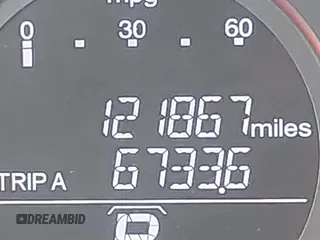 mpg
0 30 60
121867 miles
TRIP A 6733.6
DREAMBID